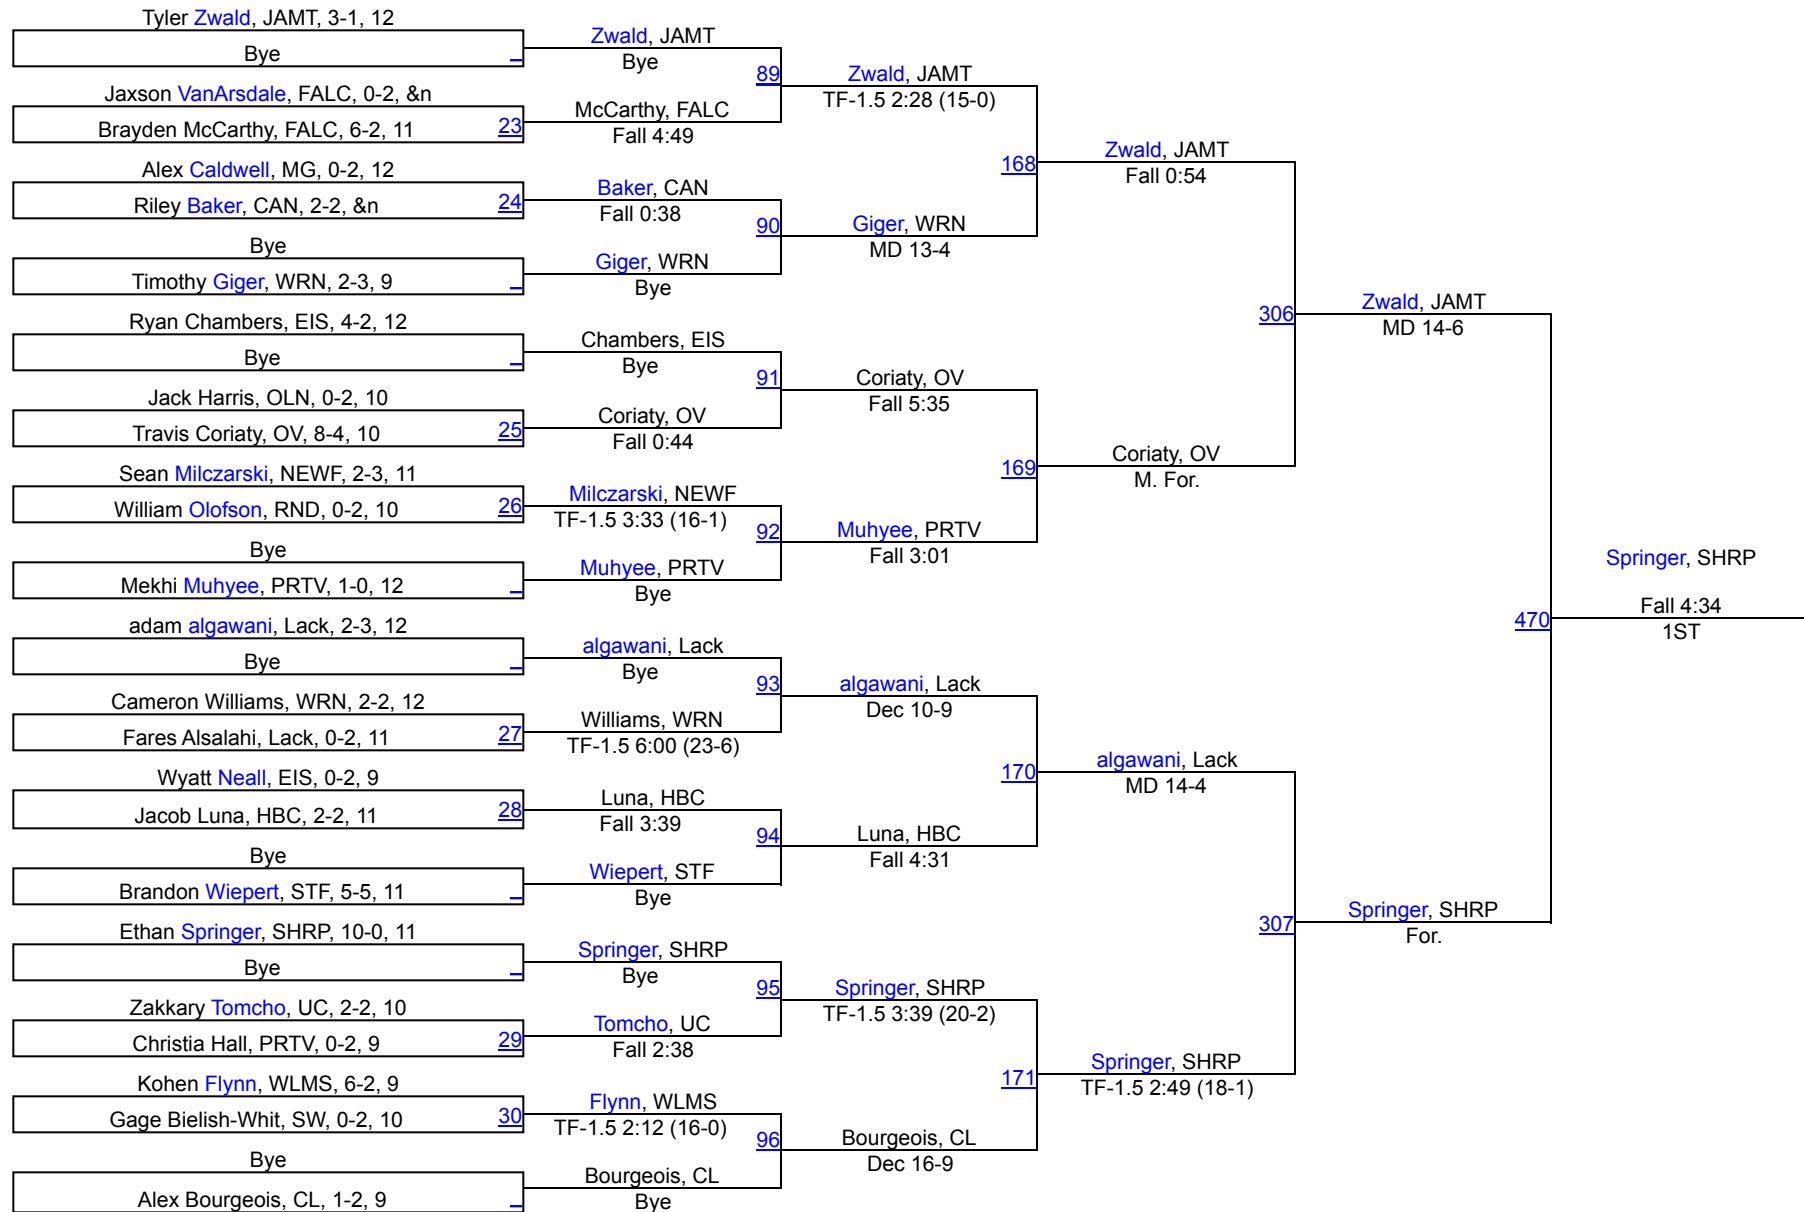 Tyler Zwald, JAMT, 3-1, 12
Bye
Jaxson VanArsdale, FALC, 0-2, &n
Brayden McCarthy, FALC, 6-2, 11
23
Alex Caldwell, MG, 0-2, 12
Riley Baker, CAN, 2-2, &n
24
Bye
Timothy Giger, WRN, 2-3, 9
Ryan Chambers, EIS, 4-2, 12
Bye
Jack Harris, OLN, 0-2, 10
Travis Coriaty, OV, 8-4, 10
25
Sean Milczarski, NEWF, 2-3, 11
William Olofson, RND, 0-2, 10
26
Bye
Mekhi Muhyee, PRTV, 1-0, 12
adam algawani, Lack, 2-3, 12
Bye
Cameron Williams, WRN, 2-2, 12
Fares Alsalahi, Lack, 0-2, 11
27
Wyatt Neall, EIS, 0-2, 9
Jacob Luna, HBC, 2-2, 11
28
Bye
Brandon Wiepert, STF, 5-5, 11
Ethan Springer, SHRP, 10-0, 11
Bye
Zakkary Tomcho, UC, 2-2, 10
Christia Hall, PRTV, 0-2, 9
29
Kohen Flynn, WLMS, 6-2, 9
Gage Bielish-Whit, SW, 0-2, 10
30
Bye
Alex Bourgeois, CL, 1-2, 9
Zwald, JAMT
Bye
89
McCarthy, FALC
Fall 4:49
Baker, CAN
Fall 0:38
90
Giger, WRN
Bye
Chambers, EIS
Bye
91
Coriaty, OV
Fall 0:44
Milczarski, NEWF
TF-1.5 3:33 (16-1)
92
Muhyee, PRTV
Bye
algawani, Lack
Bye
93
Williams, WRN
TF-1.5 6:00 (23-6)
Luna, HBC
Fall 3:39
94
Wiepert, STF
Bye
Springer, SHRP
Bye
95
Tomcho, UC
Fall 2:38
Flynn, WLMS
TF-1.5 2:12 (16-0)
96
Bourgeois, CL
Bye
Zwald, JAMT
TF-1.5 2:28 (15-0)
168
Giger, WRN
MD 13-4
Coriaty, OV
Fall 5:35
169
Muhyee, PRTV
Fall 3:01
algawani, Lack
Dec 10-9
170
Luna, HBC
Fall 4:31
Springer, SHRP
TF-1.5 3:39 (20-2)
171
Bourgeois, CL
Dec 16-9
Zwald, JAMT
Fall 0:54
306
Coriaty, OV
M. For.
algawani, Lack
MD 14-4
307
Springer, SHRP
TF-1.5 2:49 (18-1)
Zwald, JAMT
MD 14-6
470
Springer, SHRP
For.
Springer, SHRP
Fall 4:34
1ST